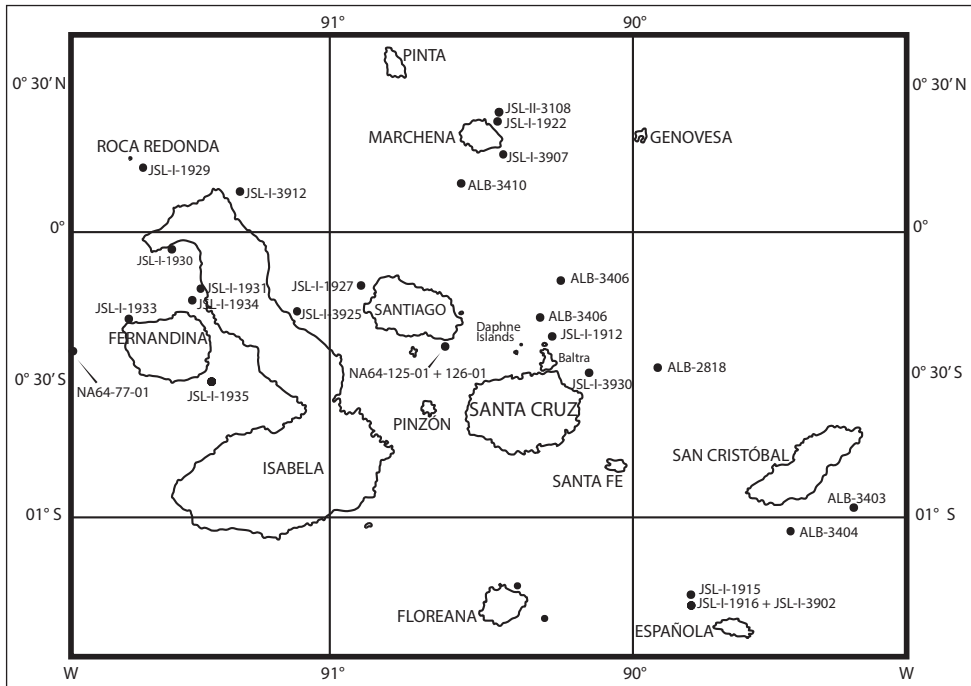 91°
90°
PINTA
0° 30′ N
0° 30′ N
JSL-II-3108
JSL-I-1922
MARCHENA
GENOVESA
ROCA REDONDA
JSL-I-3907
JSL-I-1929
ALB-3410
JSL-I-3912
0°
0°
JSL-I-1930
ALB-3406
JSL-I-1931
JSL-I-1927
JSL-I-1934
JSL-I-1933
JSL-I-3925
SANTIAGO
ALB-3406
Daphne
Islands
JSL-I-1912
FERNANDINA
Baltra
NA64-125-01 + 126-01
ALB-2818
0° 30′ S
0° 30′ S
JSL-I-3930
NA64-77-01
JSL-I-1935
SANTA CRUZ
PINZÓN
SAN CRISTÓBAL
ISABELA
SANTA FE
ALB-3403
01° S
01° S
ALB-3404
JSL-I-1915
JSL-I-1916 + JSL-I-3902
FLOREANA
ESPAÑOLA
W
91°
90°
W